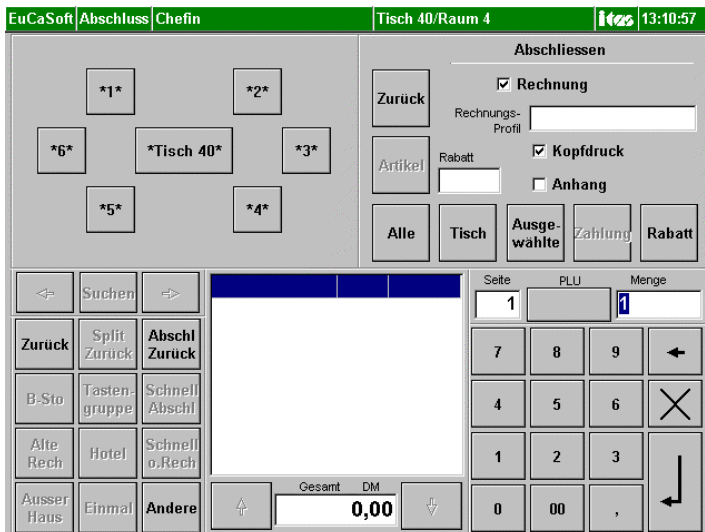 EuCaSoft Abschluss Chefin Tisch 40/Raum 4 itos 13:10:57
*1* *2*
*6* *Tisch 40* *3*
*5* *4*
Abschliessen
Zurück
Rechnung
Rechnungs-
Profil
Artikel
Rabatt
Kopfdruck
Anhang
Alle Tisch Ausge-
wählte Zahlung Rabatt
Suchen
Zurück Split
Zurück Abschl
Zurück
B-Sto Tasten-
gruppe Schnell
Abschl
Alte
Rech Hotel Schnell
o.Rech
Ausser
Haus Einmal Andere
Gesamt DM
0,00
Seite PLU Menge
1 1
7 8 9
4 5 6
1 2 3
0 00 ,